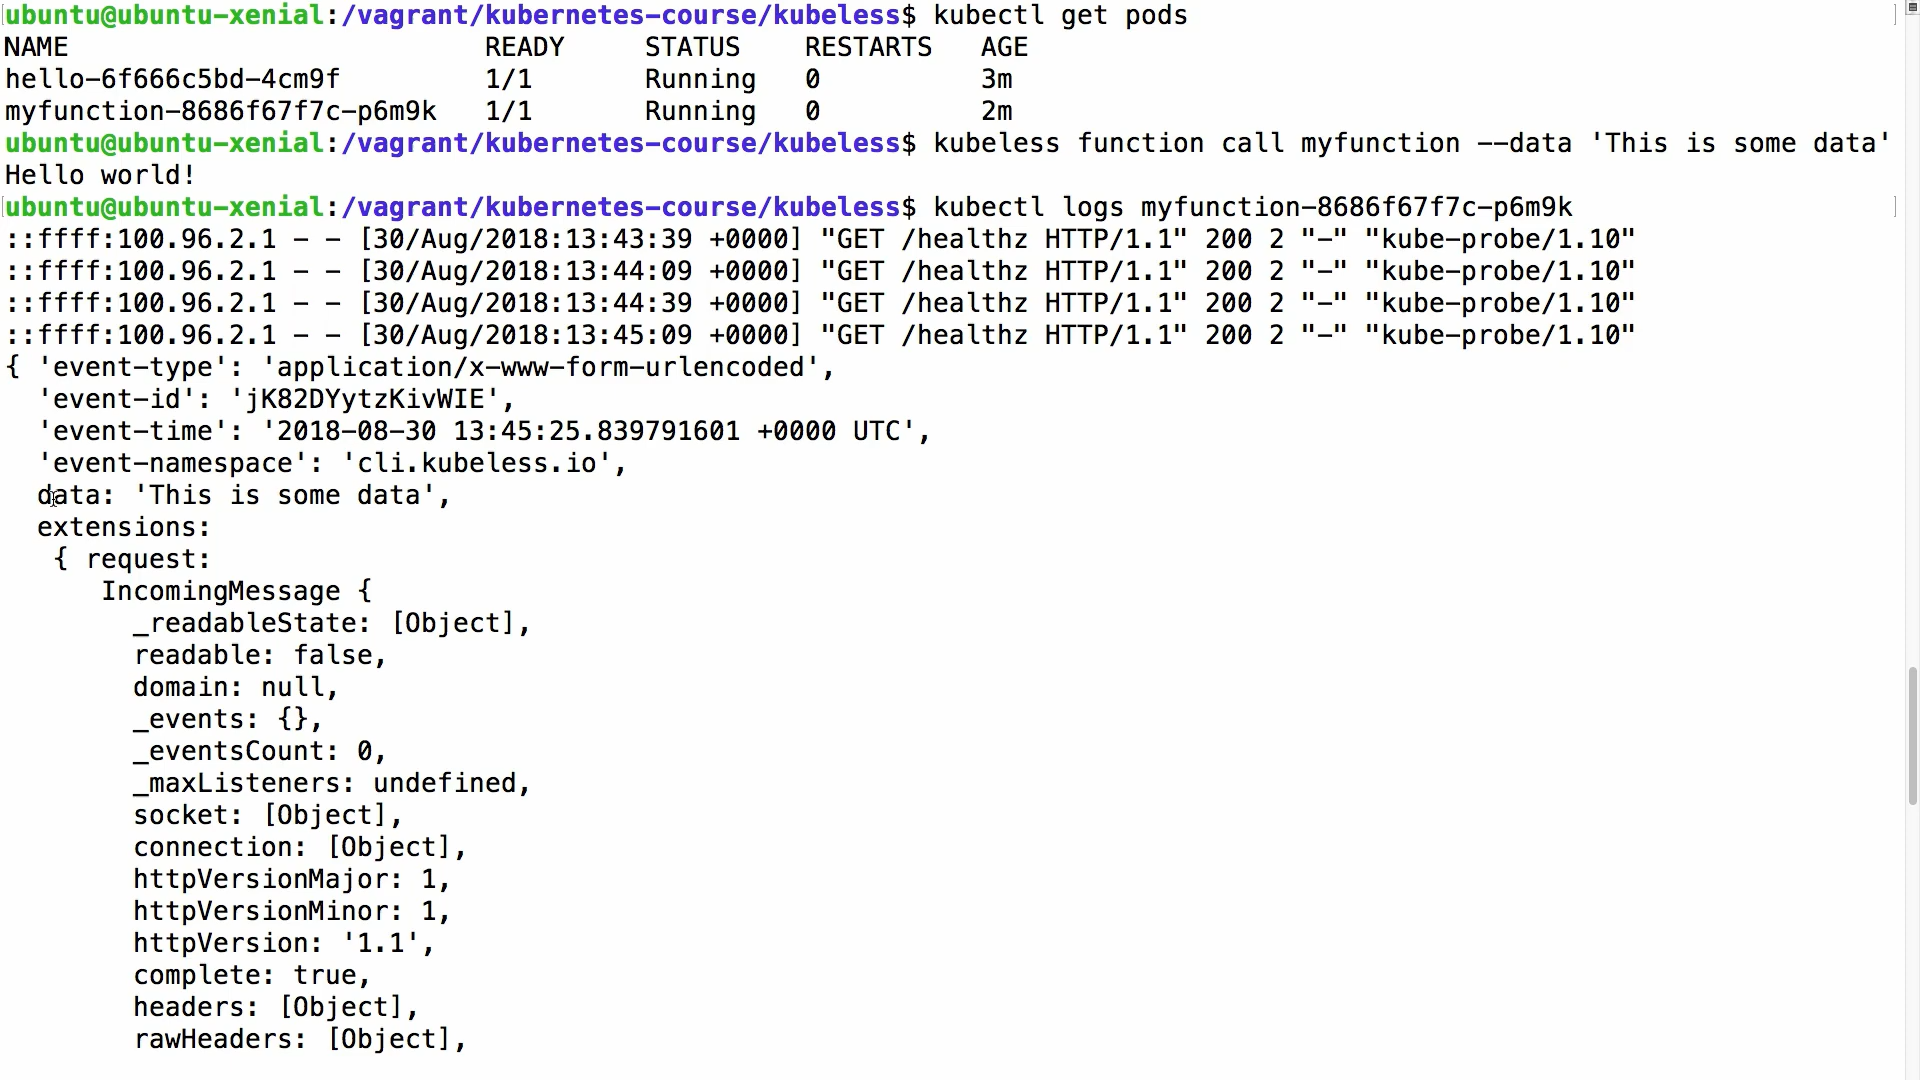 ubuntu@ubuntu-xenial:/vagrant/kubernetes-course/kubeless$ kubectl get pods
NAME READY STATUS RESTARTS AGE
hello-6f666c5bd-4cm9f 1/1 Running 0 3m
myfunction-8686f67f7c-p6m9k 1/1 Running 0 2m
ubuntu@ubuntu-xenial:/vagrant/kubernetes-course/kubeless$ kubeless function call myfunction --data 'This is some data'
Hello world!
ubuntu@ubuntu-xenial:/vagrant/kubernetes-course/kubeless$ kubectl logs myfunction-8686f67f7c-p6m9k
::ffff:100.96.2.1 - - [30/Aug/2018:13:43:39 +0000] "GET /healthz HTTP/1.1" 200 2 "-" "kube-probe/1.10"
::ffff:100.96.2.1 - - [30/Aug/2018:13:44:09 +0000] "GET /healthz HTTP/1.1" 200 2 "-" "kube-probe/1.10"
::ffff:100.96.2.1 - - [30/Aug/2018:13:44:39 +0000] "GET /healthz HTTP/1.1" 200 2 "-" "kube-probe/1.10"
::ffff:100.96.2.1 - - [30/Aug/2018:13:45:09 +0000] "GET /healthz HTTP/1.1" 200 2 "-" "kube-probe/1.10"
{ 'event-type': 'application/x-www-form-urlencoded',
'event-id': 'jK82DYytzKivWIE',
'event-time': '2018-08-30 13:45:25.839791601 +0000 UTC',
'event-namespace': 'cli.kubeless.io',
data: 'This is some data',
extensions:
{ request:
IncomingMessage {
_readableState: [Object],
readable: false,
domain: null,
_events: {},
_eventsCount: 0,
_maxListeners: undefined,
socket: [Object],
connection: [Object],
httpVersionMajor: 1,
httpVersionMinor: 1,
httpVersion: '1.1',
complete: true,
headers: [Object],
rawHeaders: [Object],